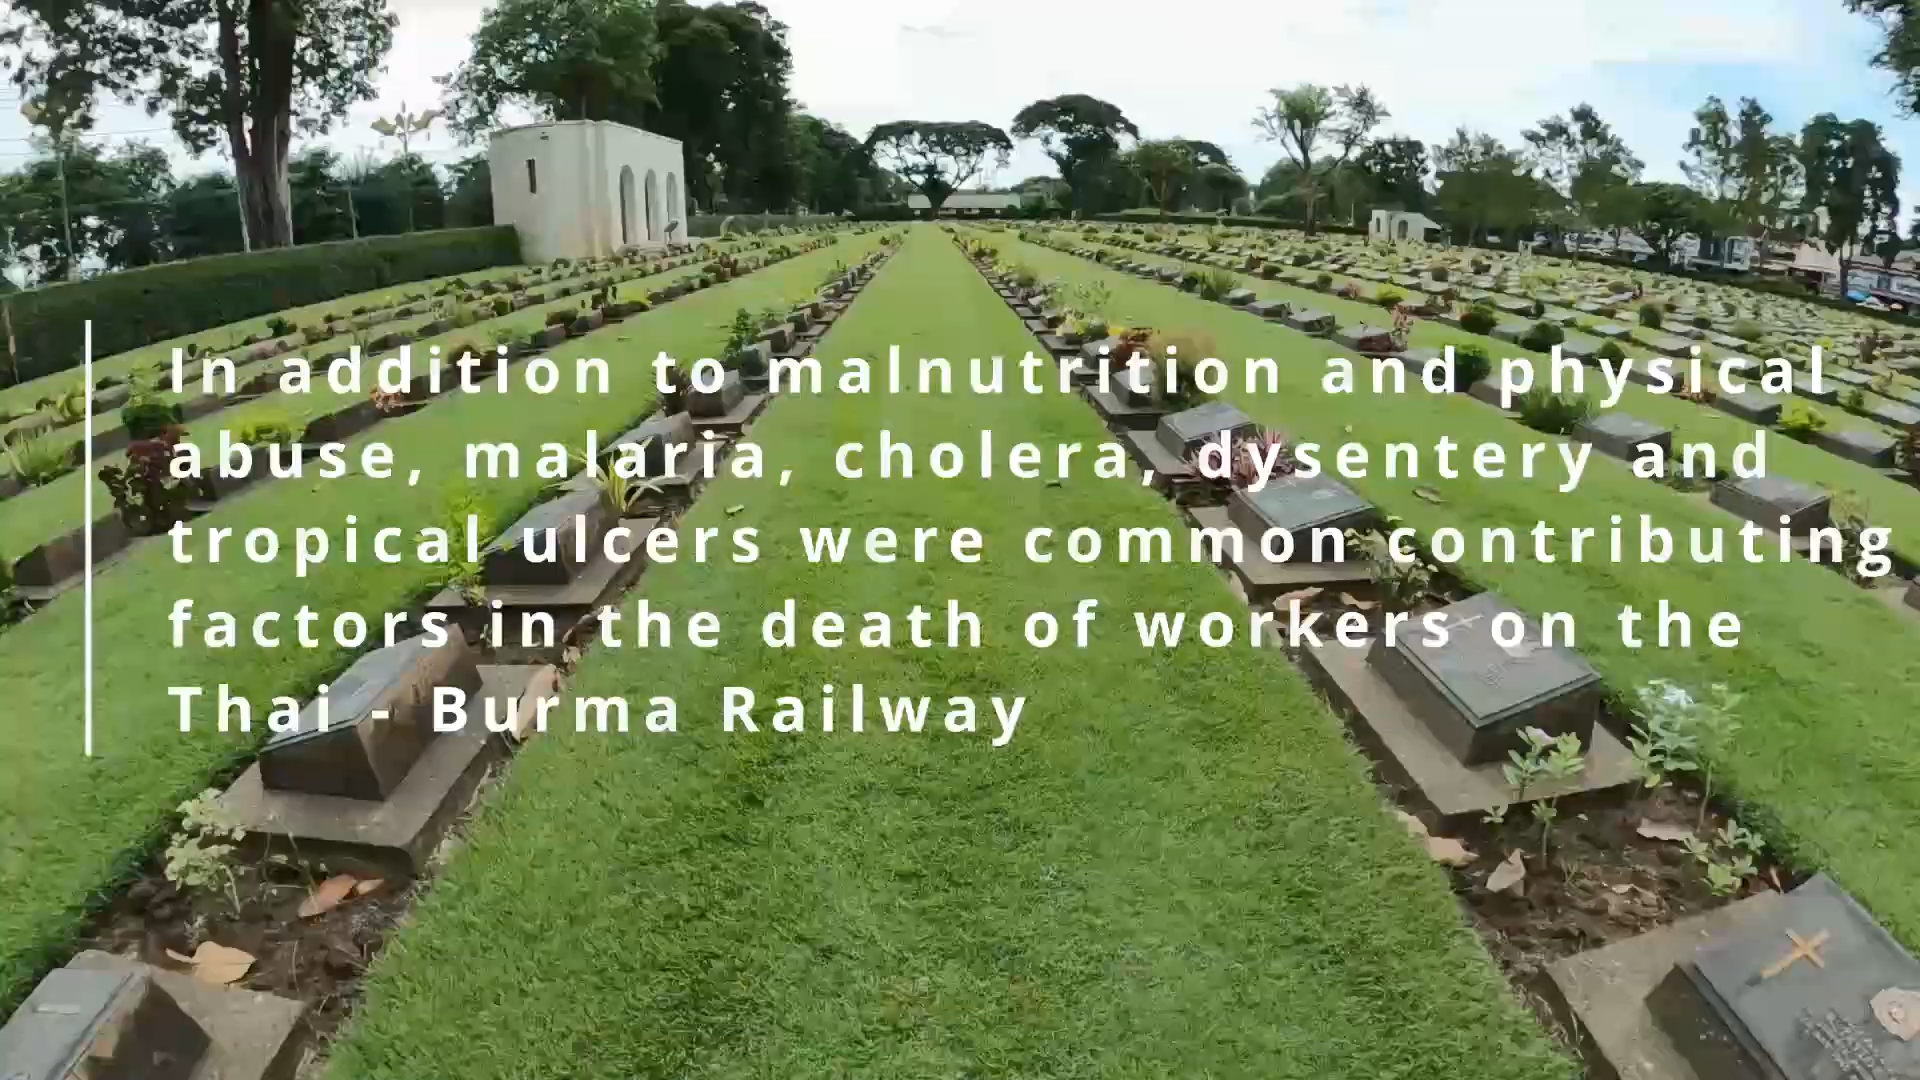 In addition to malnutrition and physical
abuse, malaria, cholera, dysentery and
tropical ulcers were common contributing
factors in the death of workers on the
Thai - Burma Railway